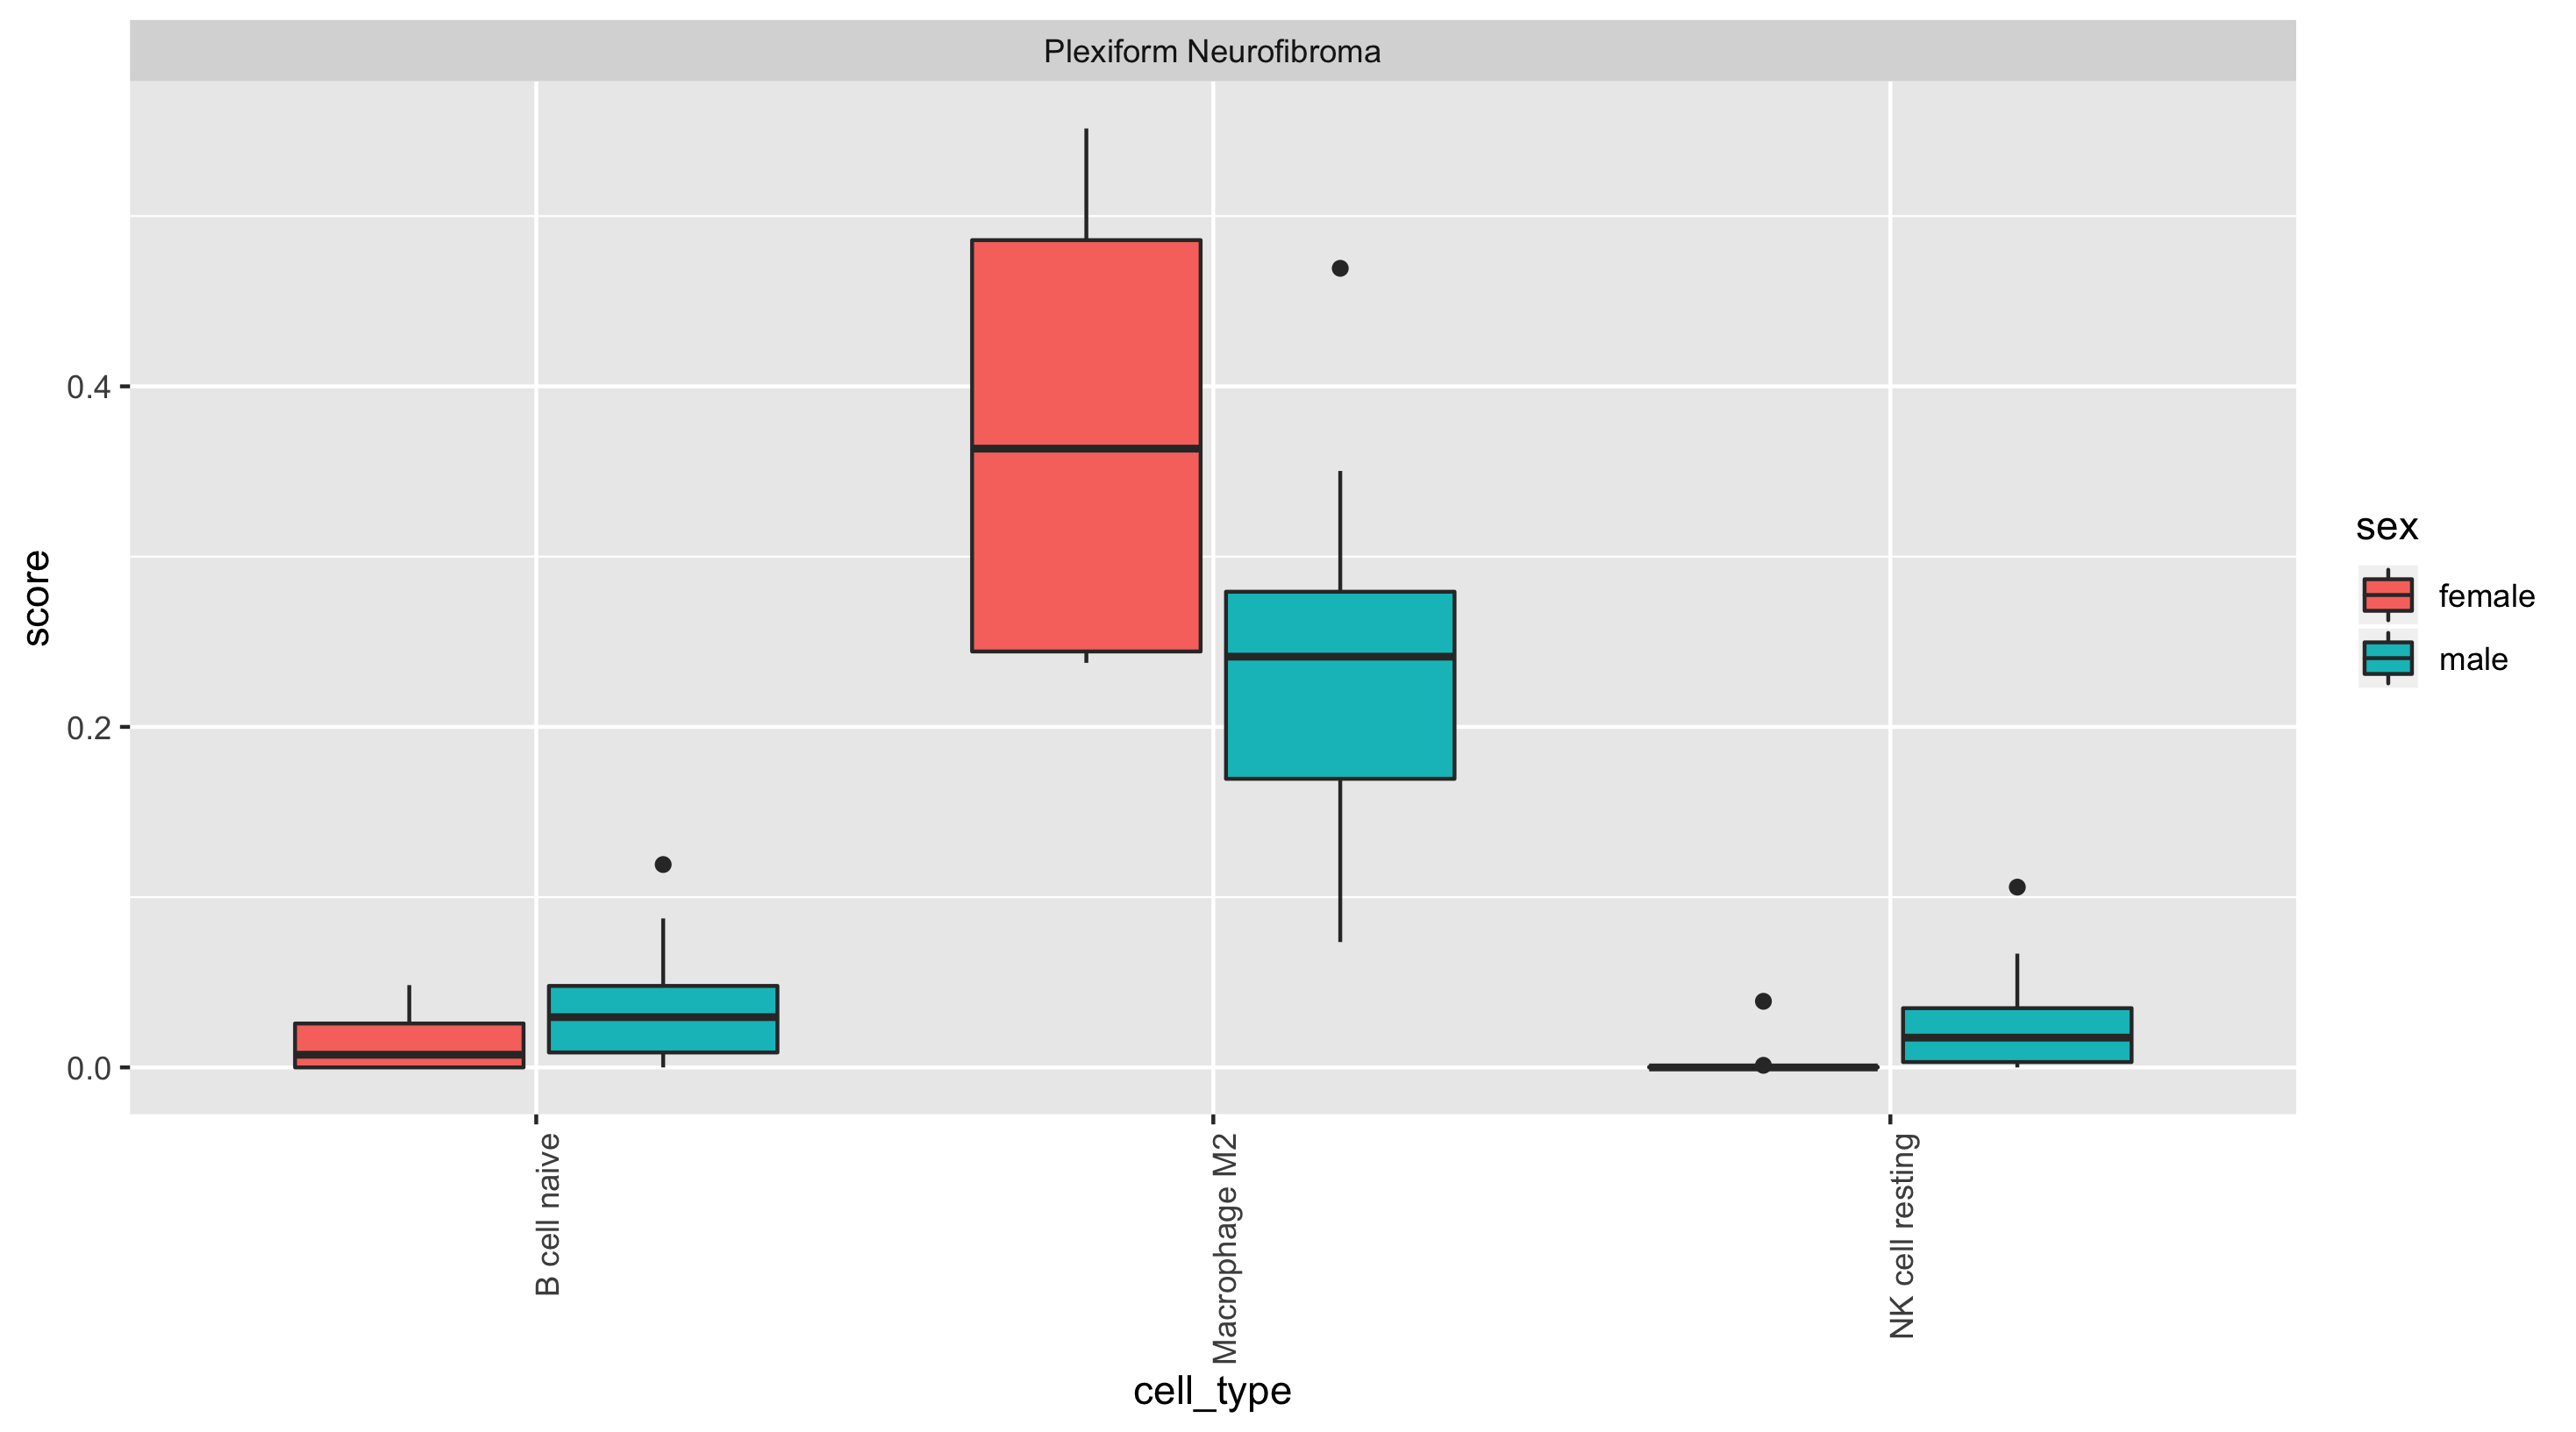 Plexiform Neurofibroma
score
0.4
0.2
0.0
B cell naive
Macrophage M2
NK cell resting
cell_type
sex
female
male